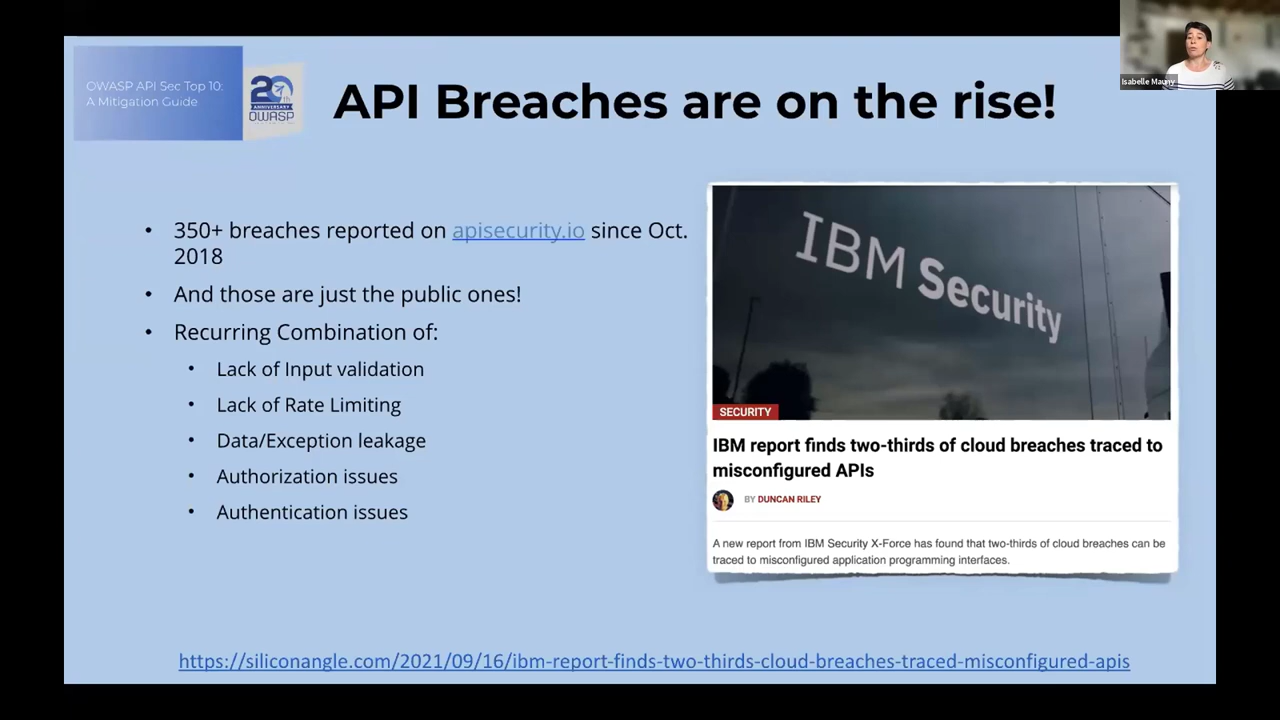 OWASP API Sec Top 10:
A Mitigation Guide
20th
ANNIVERSARY
OWASP
API Breaches are on the rise!
Isabelle Mauny
• 350+ breaches reported on apisecurity.io since Oct.
2018
• And those are just the public ones!
• Recurring Combination of:
• Lack of Input validation
• Lack of Rate Limiting
• Data/Exception leakage
• Authorization issues
• Authentication issues
IBM Security
SECURITY
IBM report finds two-thirds of cloud breaches traced to
misconfigured APIs
BY DUNCAN RILEY
A new report from IBM Security X-Force has found that two-thirds of cloud breaches can be
traced to misconfigured application programming interfaces.
https://siliconangle.com/2021/09/16/ibm-report-finds-two-thirds-cloud-breaches-traced-misconfigured-apis